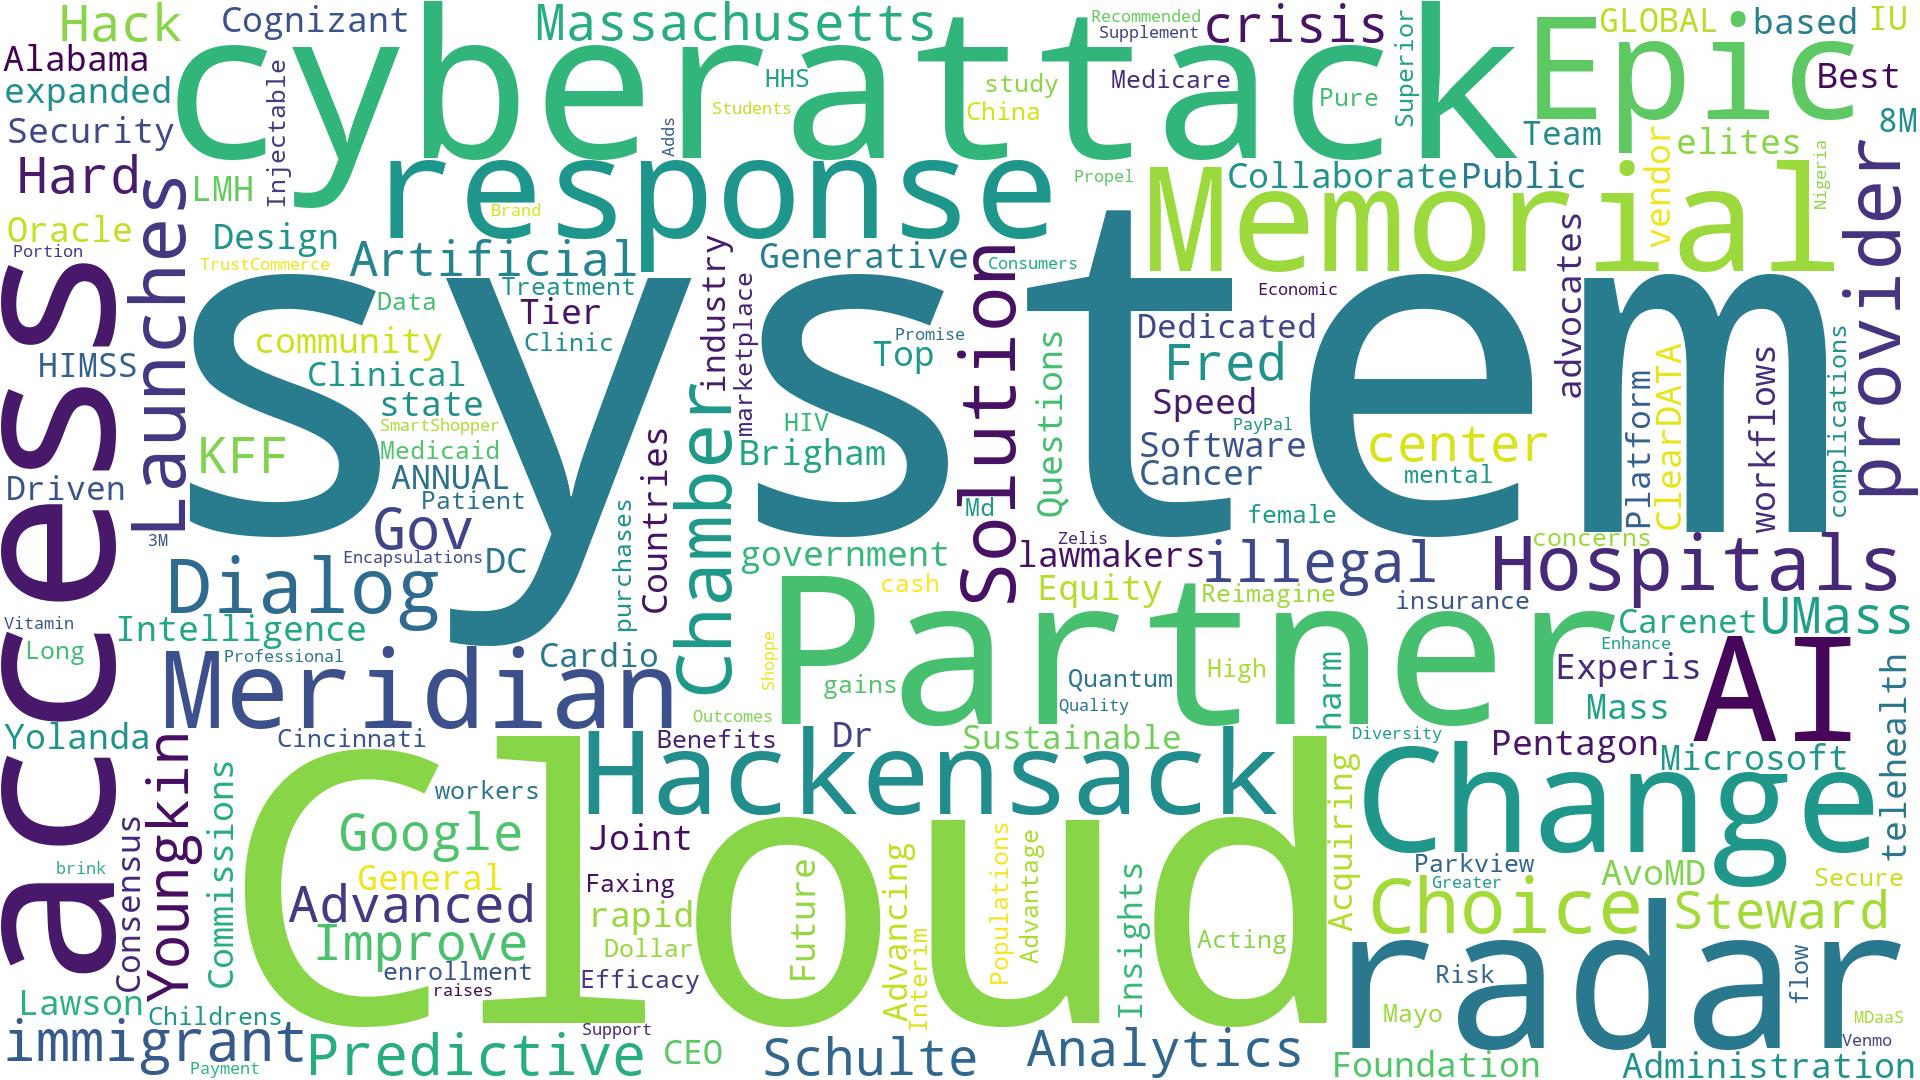 Hack
Cognizant
Massachusetts
Recommended
Supplement
crisis
Superior
GLOBAL
based
IU
Alabama
cyberattack
Epic
Best
expanded
Injectable
HHS
study
Medicare
Pure
8M
Security
Students
China
Adds
Team
vendor
elites
Hard
Launches
LMH
response
Propel
Memorial
Collaborate
Public
Nigeria
provider
Oracle
Design
Brand
advocates
Portion
TrustCommerce
Artificial
Generative
Consumers
Solution
Economic
access
system
Treatment
Data
Tier
industry
marketplace
Promise
Dedicated
HIMSS
community
Clinic
Top
Fred
Platform
ClearDATA
workflows
complications
Clinical
state
Chamber
Questions
Speed
SmartShopper
HIV
PayPal
KFF
Medicaid
Countries
Brigham
Software
center
Driven
ANNUAL
Cancer
mental
Patient
purchases
Md
female
3M
Gov
Encapsulations
DC
government
Zelis
lawmakers
illegal
concerns
Hospitals
Dialog
cash
Equity
Reimagine
insurance
Vitamin
Intelligence
Partner
Carenet
UMass
Long
Professional
Cardio
Shoppe
gains
Quantum
High
harm
Enhance
Experis
AI
telehealth
Meridian
Outcomes
Quality
Mass
Yolanda
Cincinnati
Benefits
Dr
Sustainable
Diversity
Pentagon
Microsoft
Youngkin
Commissions
Cloud
workers
Hackensack
Acquiring
Change
Consensus
Google
Joint
Future
Advancing
Populations
Advantage
Insights
brink
General
Faxing
Parkview
Greater
AvoMD
Secure
Advanced
rapid
Choice
Steward
Improve
Dollar
Interim
Acting
radar
enrollment
Efficacy
Risk
flow
raises
Lawson
Childrens
Support
Mayo
MDaaS
immigrant
Payment
Predictive
CEO
Schulte
Analytics
Foundation
Administration
Venmo